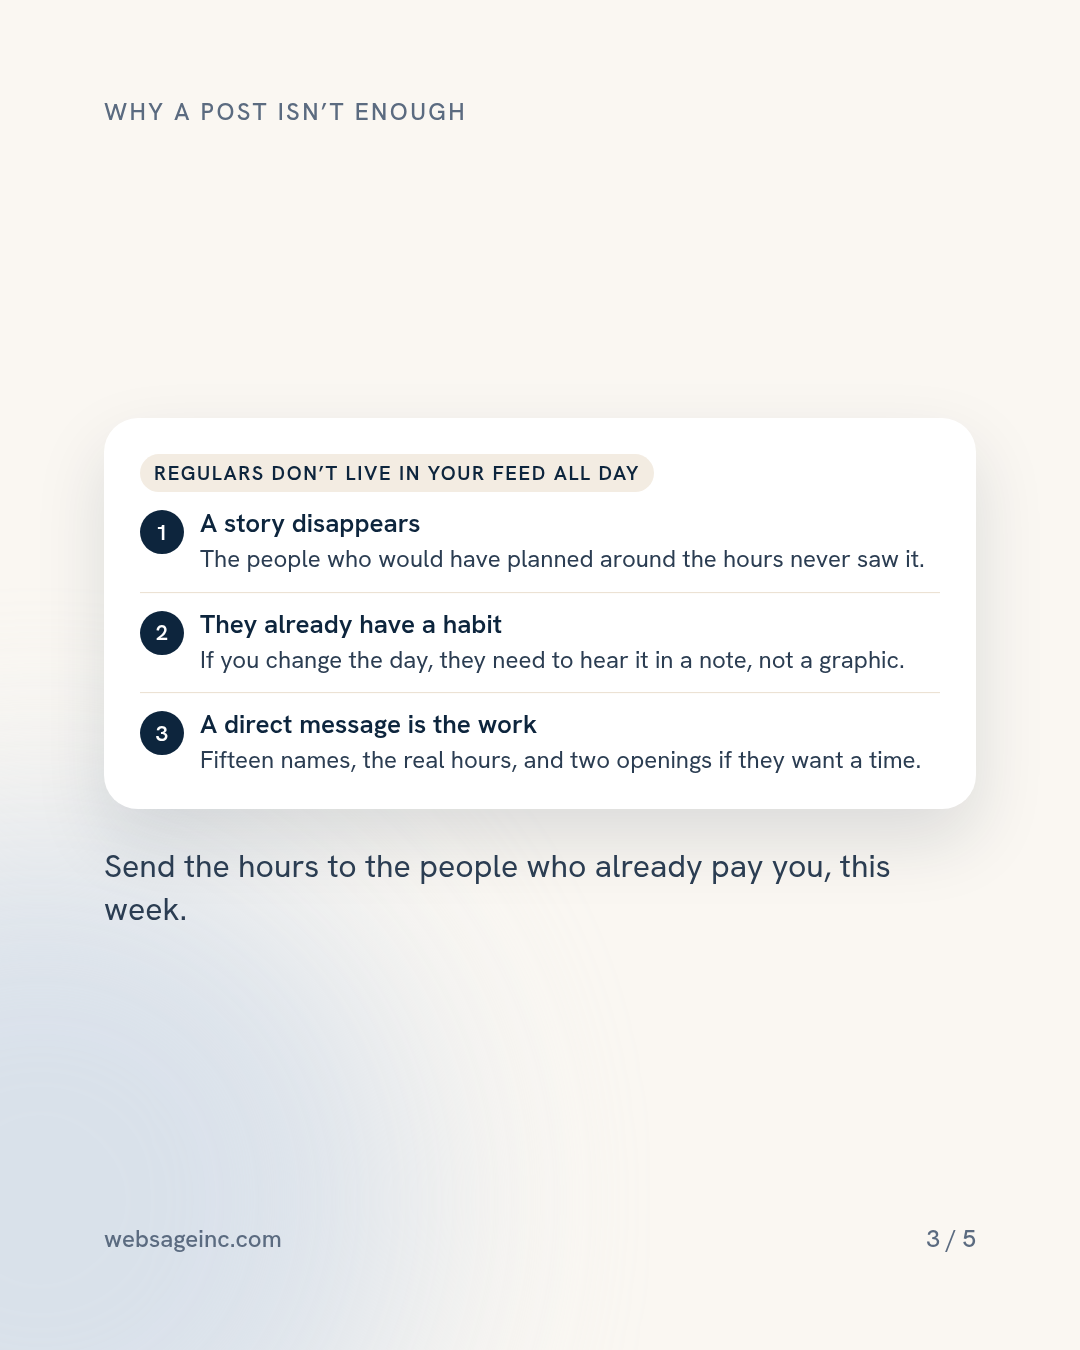 WHY A POST ISN’T ENOUGH
REGULARS DON’T LIVE IN YOUR FEED ALL DAY
1 A story disappears
The people who would have planned around the hours never saw it.
2 They already have a habit
If you change the day, they need to hear it in a note, not a graphic.
3 A direct message is the work
Fifteen names, the real hours, and two openings if they want a time.
Send the hours to the people who already pay you, this
week.
websageinc.com
3 / 5